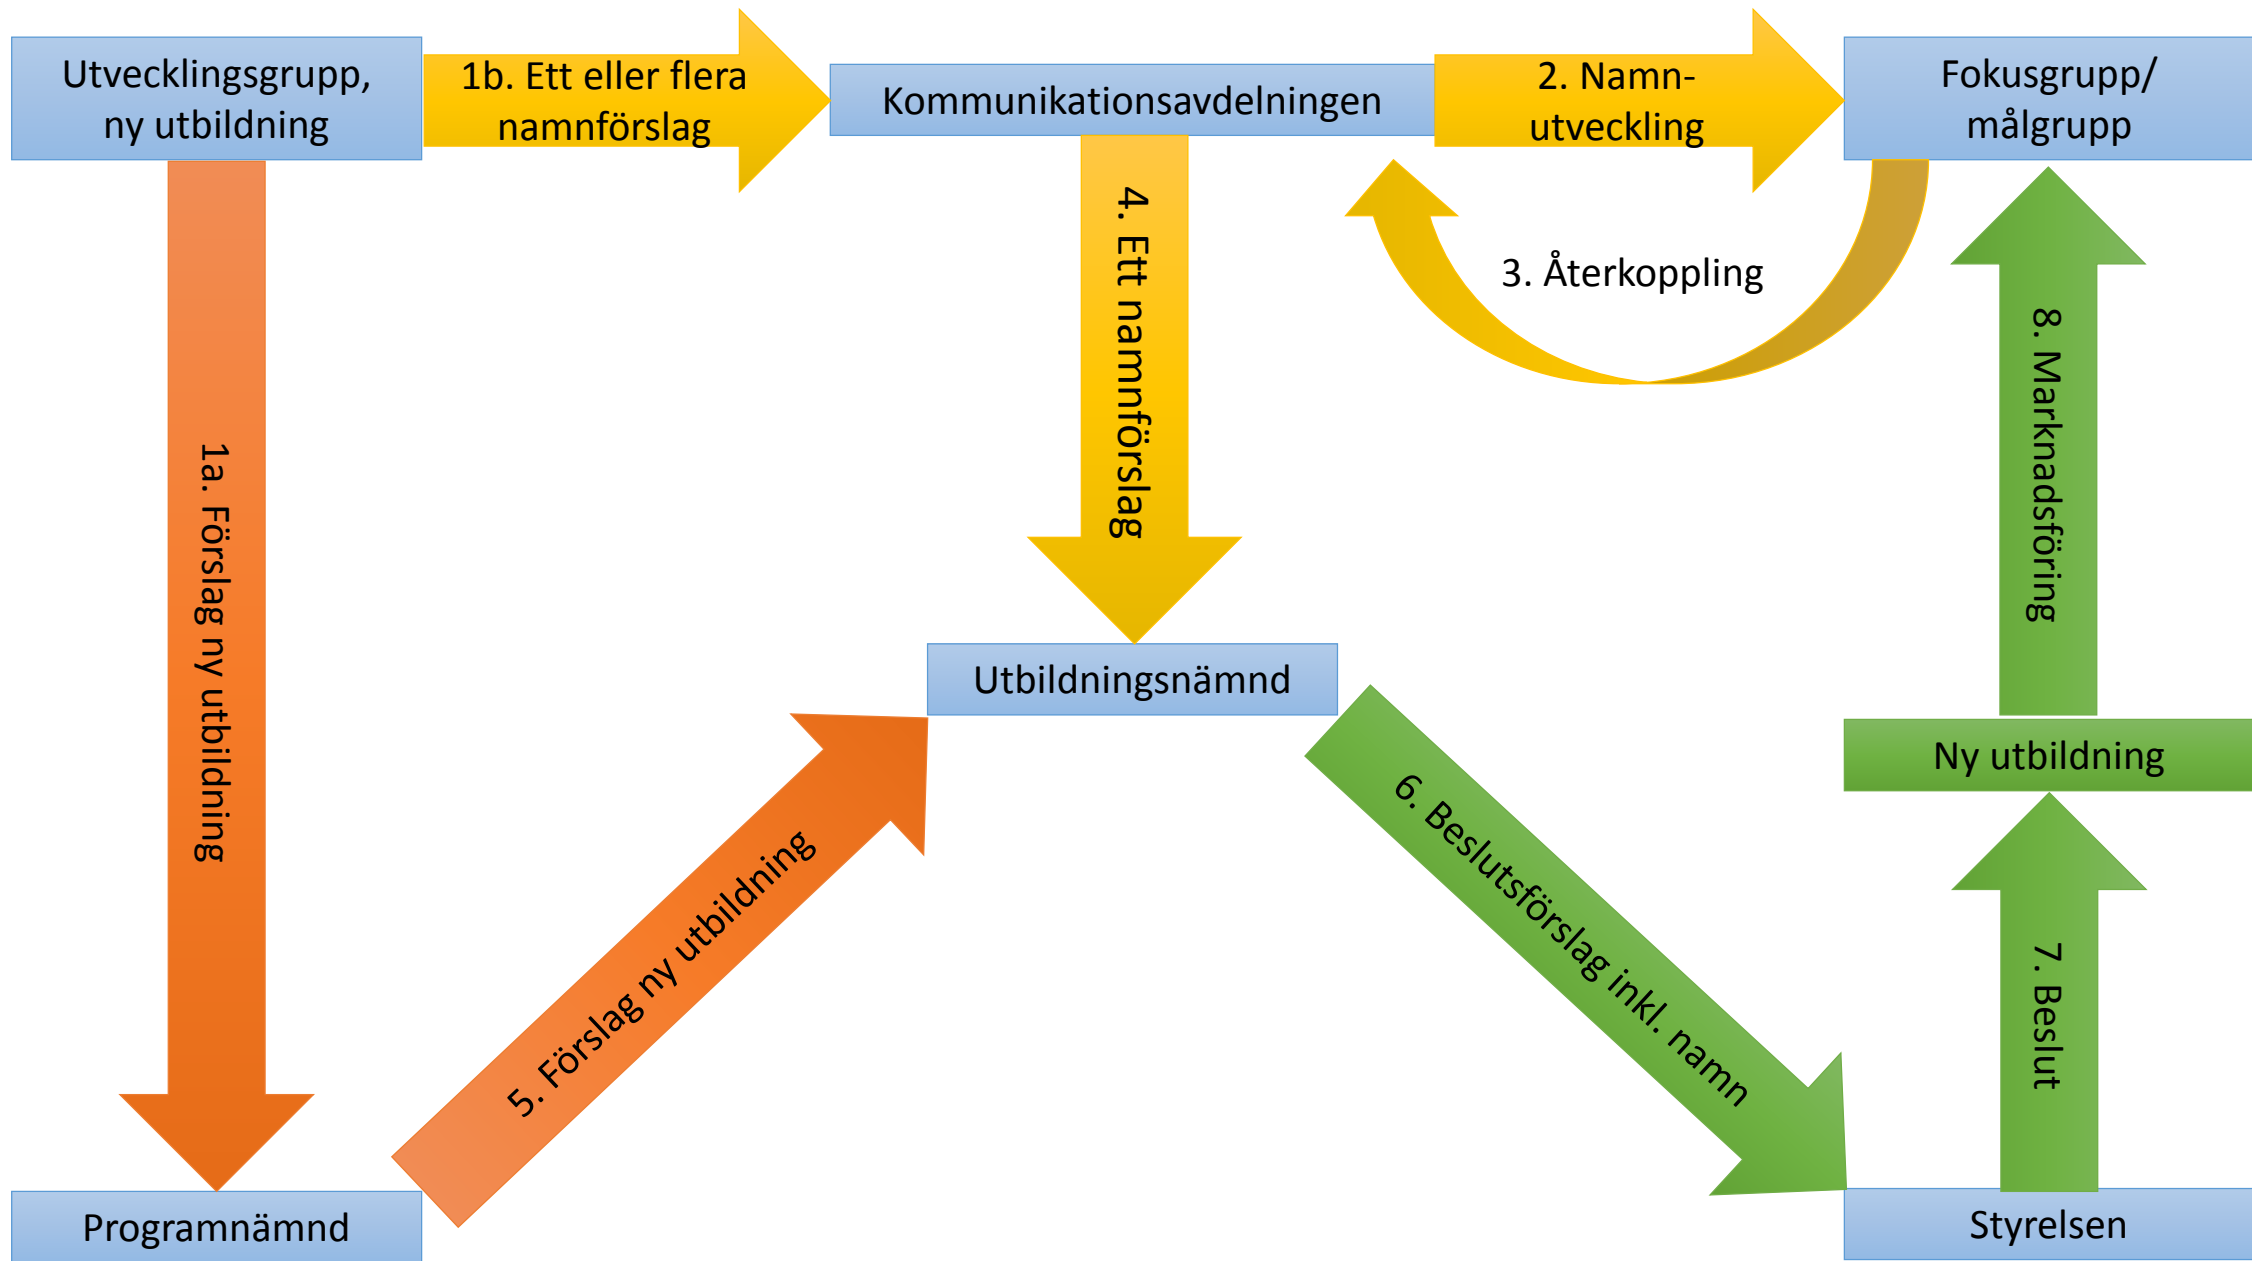 Utvecklingsgrupp,
ny utbildning
1b. Ett eller flera
namnförslag
Kommunikationsavdelningen
2. Namn-
utveckling
Fokusgrupp/
målgrupp
3. Återkoppling
4. Ett namnförslag
1a. Förslag ny utbildning
8. Marknadsföring
Utbildningsnämnd
Ny utbildning
5. Förslag ny utbildning
6. Beslutsförslag inkl. namn
7. Beslut
Programnämnd
Styrelsen